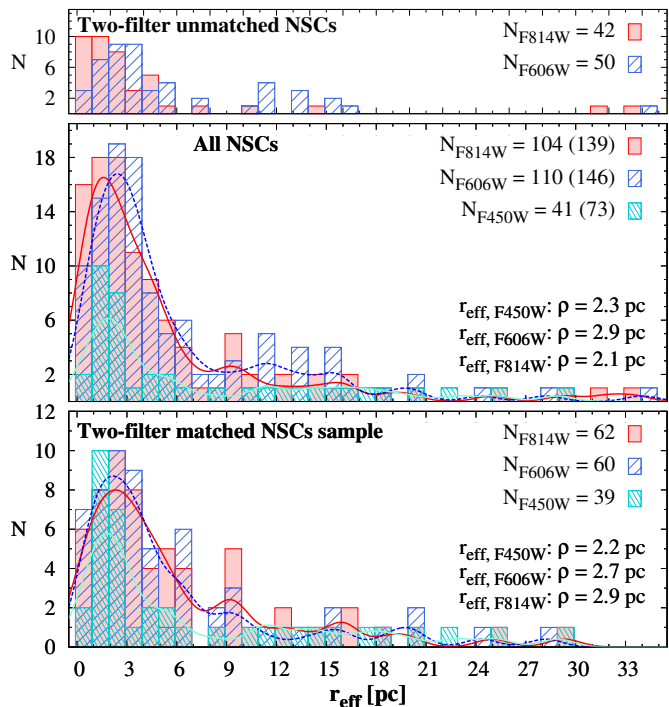 Two-filter unmatched NSCs
N_F814W = 42
N_F606W = 50
10
6
2
N
All NSCs
N_F814W = 104 (139)
N_F606W = 110 (146)
N_F450W = 41 (73)
18
14
10
6
2
N
r_eff, F450W: ρ = 2.3 pc
r_eff, F606W: ρ = 2.9 pc
r_eff, F814W: ρ = 2.1 pc
Two-filter matched NSCs sample
N_F814W = 62
N_F606W = 60
N_F450W = 39
12
10
8
6
4
2
0
N
r_eff, F450W: ρ = 2.2 pc
r_eff, F606W: ρ = 2.7 pc
r_eff, F814W: ρ = 2.9 pc
0 3 6 9 12 15 18 21 24 27 30 33
r_eff [pc]